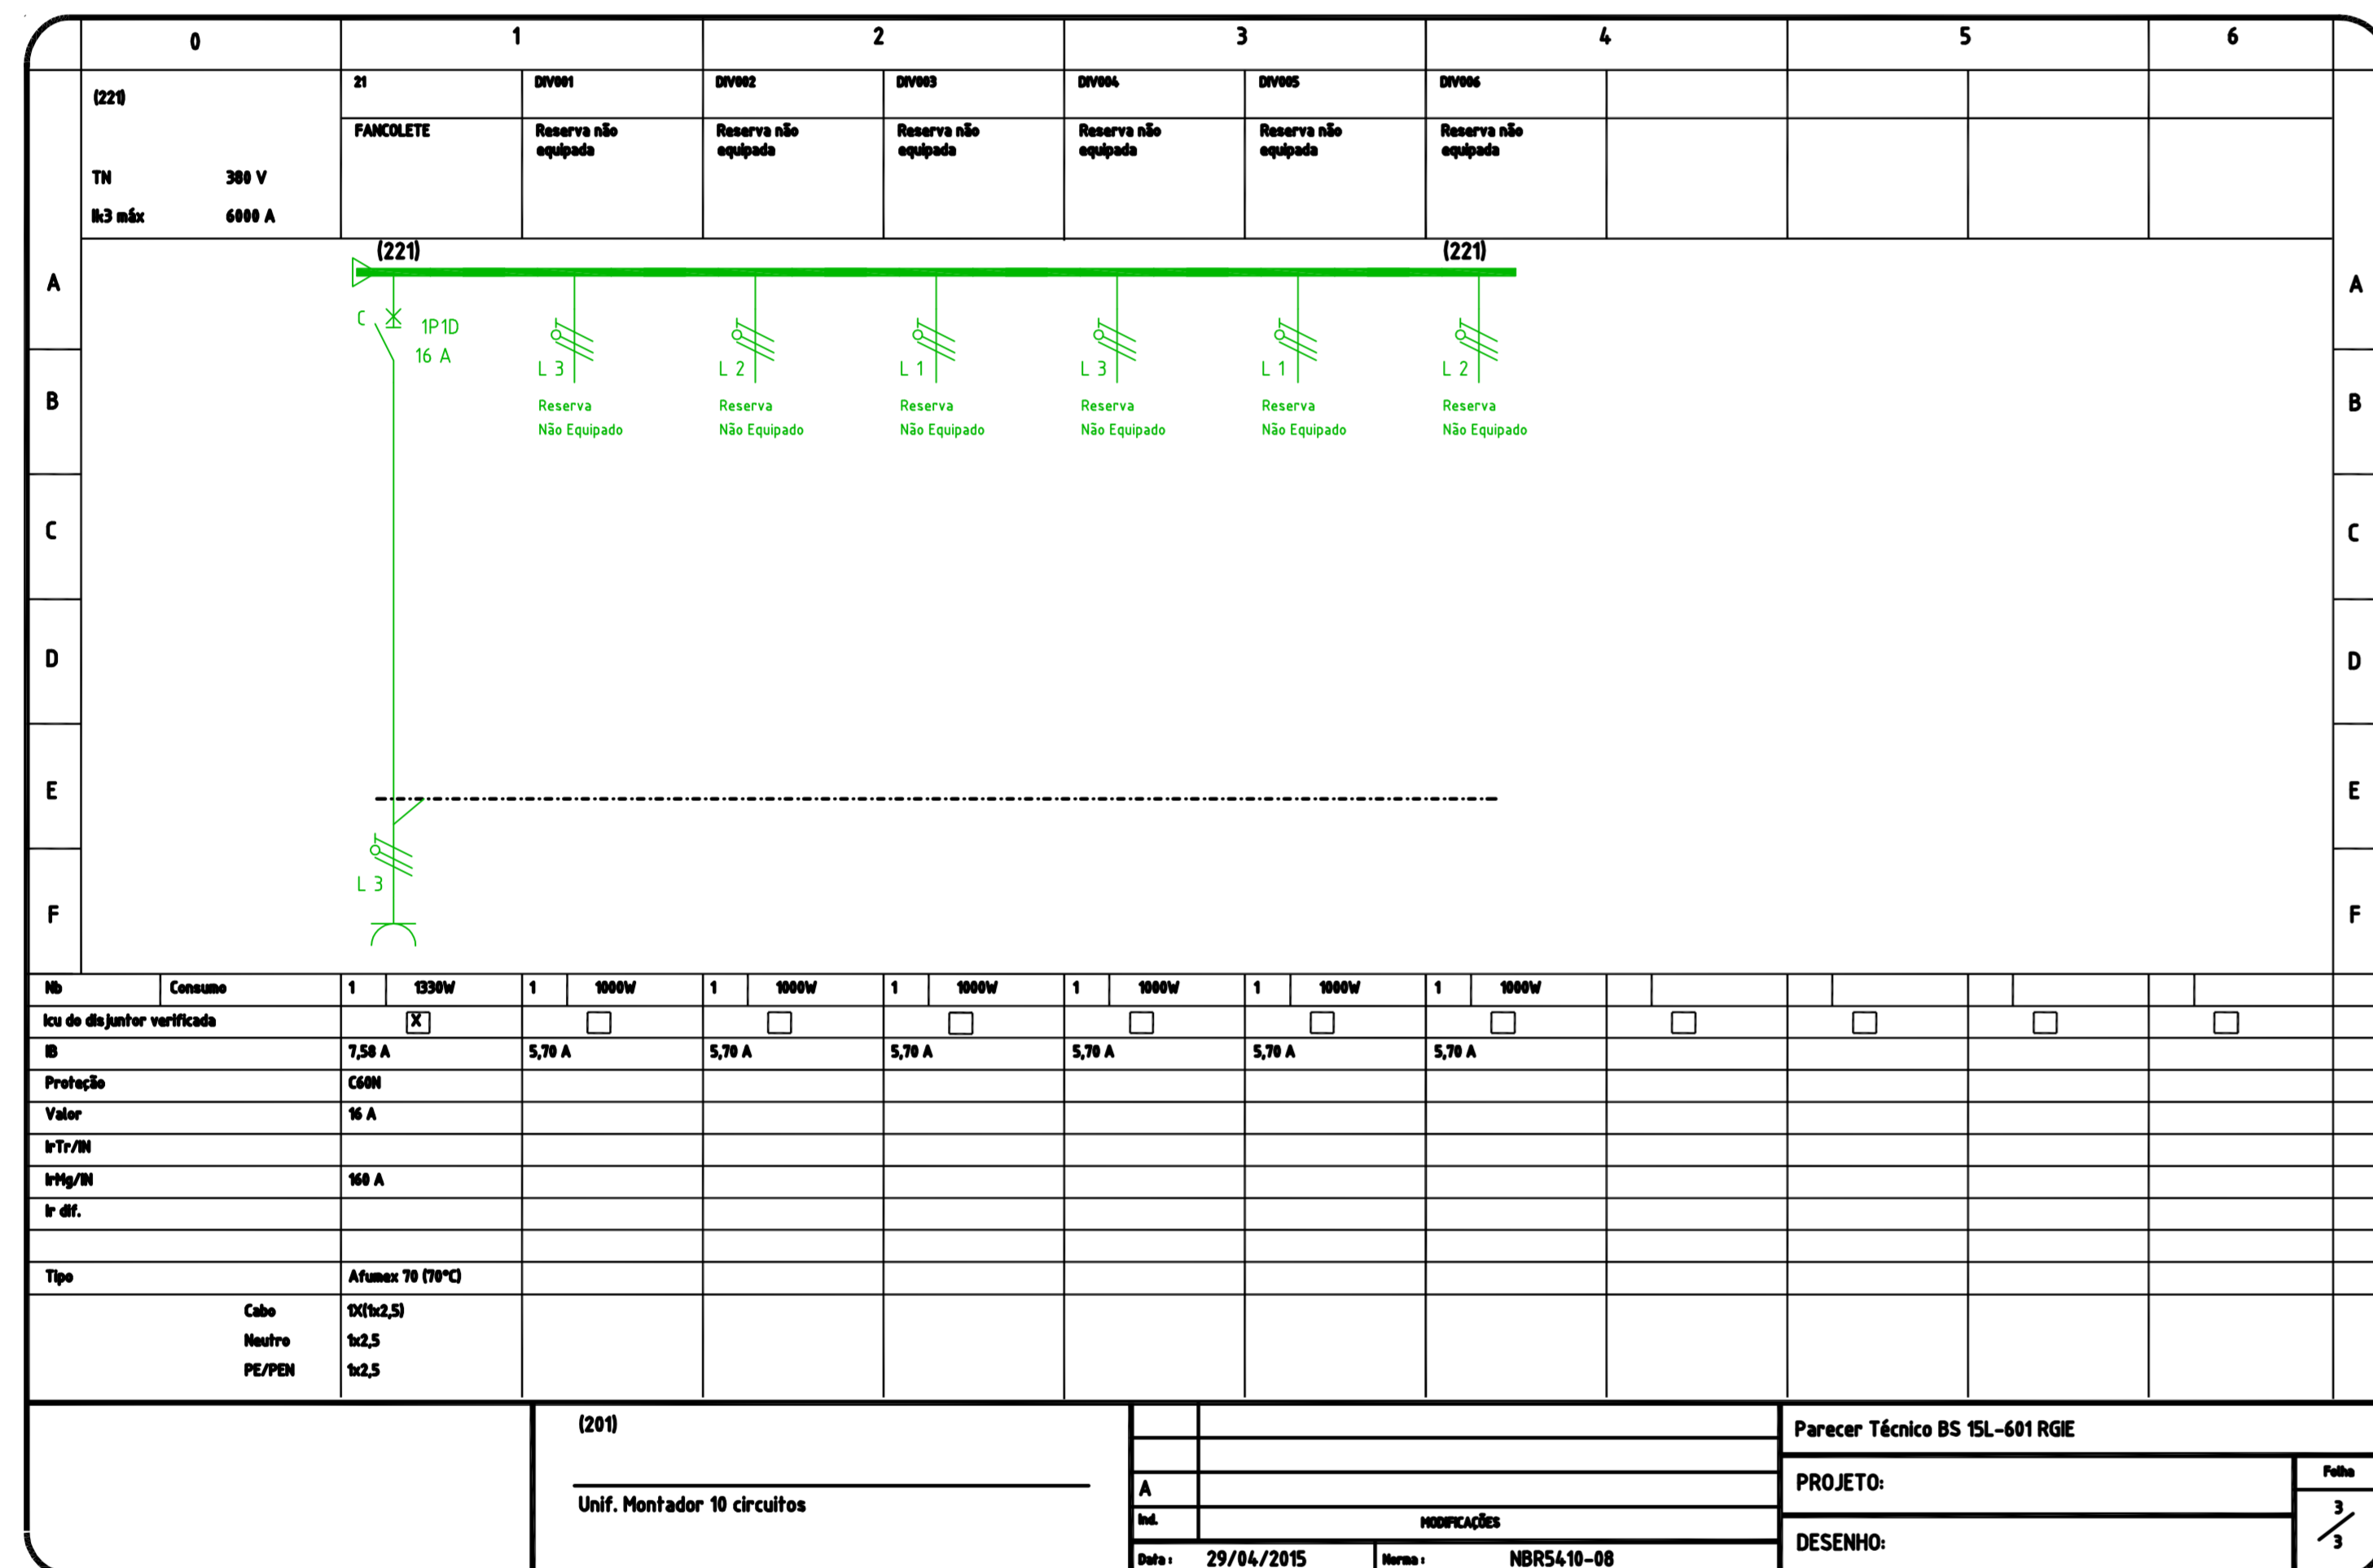 0 1 2 3 4 5 6
21 DIV001 DIV002 DIV003 DIV004 DIV005 DIV006
(221)
FANCOLETE Reserva não Reserva não Reserva não Reserva não Reserva não Reserva não
equipada equipada equipada equipada equipada equipada
TN 380 V
Ik3 máx 6000 A
(221) (221)
A A
C 1P1D
16 A
L 3 L 2 L 1 L 3 L 1 L 2
B Reserva Reserva Reserva Reserva Reserva Reserva B
Não Equipado Não Equipado Não Equipado Não Equipado Não Equipado Não Equipado
C C
D D
E E
L 3
F F
Nb Consumo 1 1330W 1 1000W 1 1000W 1 1000W 1 1000W 1 1000W 1 1000W
Icu do disjuntor verificada X
IB 7,58 A 5,70 A 5,70 A 5,70 A 5,70 A 5,70 A 5,70 A
Proteção C60N
Valor 16 A
IrTr/IN
IrMg/IN 160 A
Ir dif.
Tipo Afumex 70 (70°C)
Cabo 1X(1x2,5)
Neutro 1x2,5
PE/PEN 1x2,5
(201)
Unif. Montador 10 circuitos
A
Ind. MODIFICAÇÕES
Data : 29/04/2015 Norma : NBR5410-08
Parecer Técnico BS 15L-601 RGIE
PROJETO:
DESENHO:
Folha
3/3